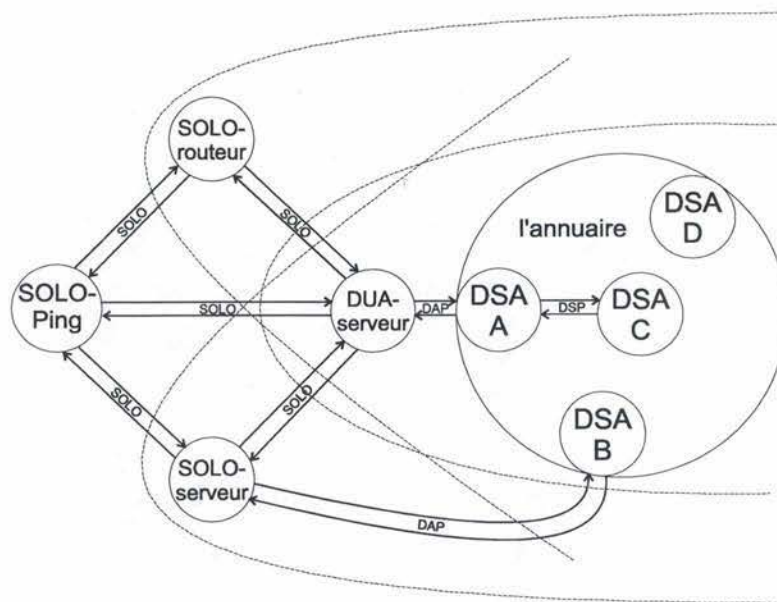 SOLO-
routeur
SOLO
SOLO
l'annuaire
DSA
D
SOLO-
Ping
SOLO
DUA-
serveur
DAP
DSA
A
DSP
DSA
C
SOLO
SOLO
DSA
B
SOLO-
serveur
DAP